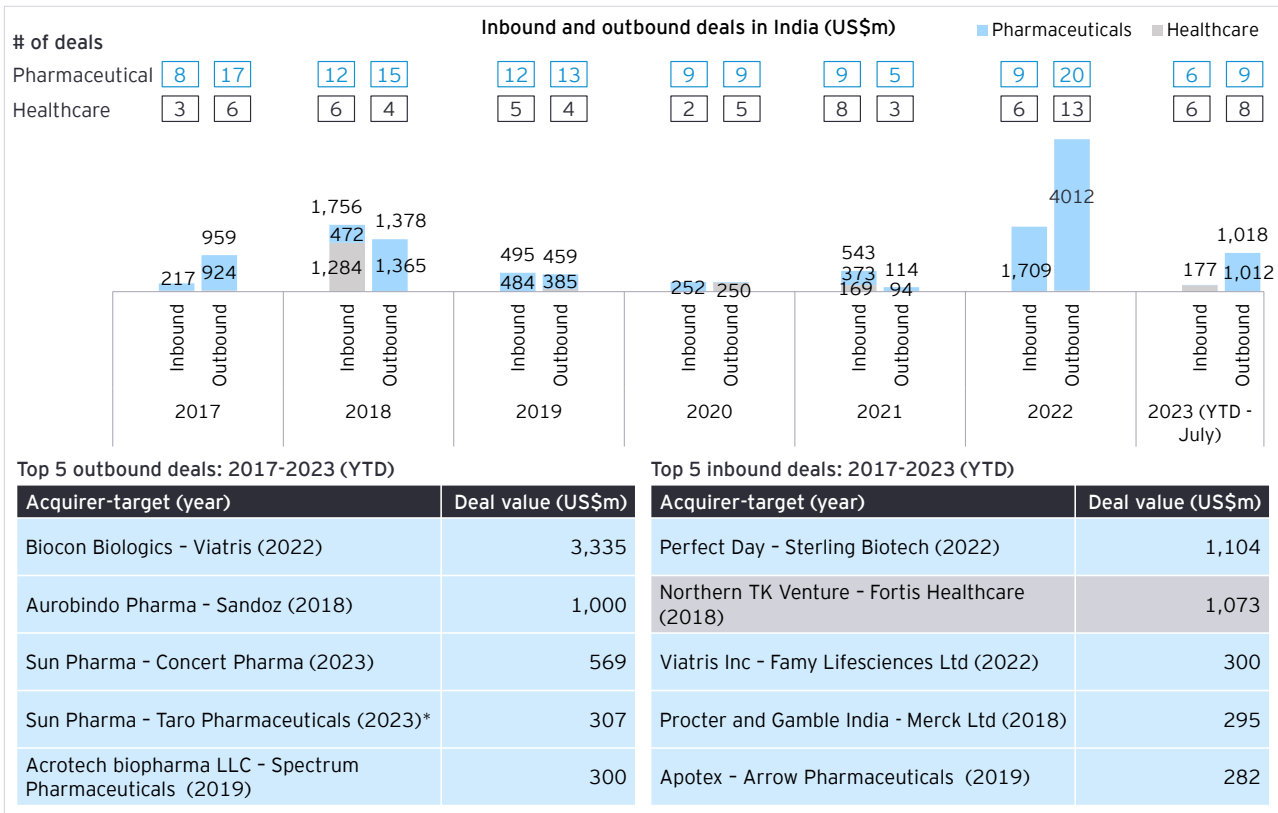 Inbound and outbound deals in India (US$m)
Pharmaceuticals
Healthcare
# of deals
Pharmaceutical 8 17 12 15 12 13 9 9 9 5 9 20 6 9
Healthcare 3 6 6 4 5 4 2 5 8 3 6 13 6 8
217
959
924
1,756
472
1,284
1,378
1,365
495
484
459
385
252
250
543
373
169
114
94
1,709
4012
177
1,018
1,012
Inbound Outbound Inbound Outbound Inbound Outbound Inbound Outbound Inbound Outbound Inbound Outbound Inbound Outbound
2017 2018 2019 2020 2021 2022 2023 (YTD -
July)
Top 5 outbound deals: 2017-2023 (YTD)
Acquirer-target (year) Deal value (US$m)
Biocon Biologics – Viatris (2022) 3,335
Aurobindo Pharma – Sandoz (2018) 1,000
Sun Pharma – Concert Pharma (2023) 569
Sun Pharma – Taro Pharmaceuticals (2023)* 307
Acrotech biopharma LLC – Spectrum
Pharmaceuticals (2019) 300
Top 5 inbound deals: 2017-2023 (YTD)
Acquirer-target (year) Deal value (US$m)
Perfect Day – Sterling Biotech (2022) 1,104
Northern TK Venture – Fortis Healthcare
(2018) 1,073
Viatris Inc – Famy Lifesciences Ltd (2022) 300
Procter and Gamble India - Merck Ltd (2018) 295
Apotex – Arrow Pharmaceuticals (2019) 282